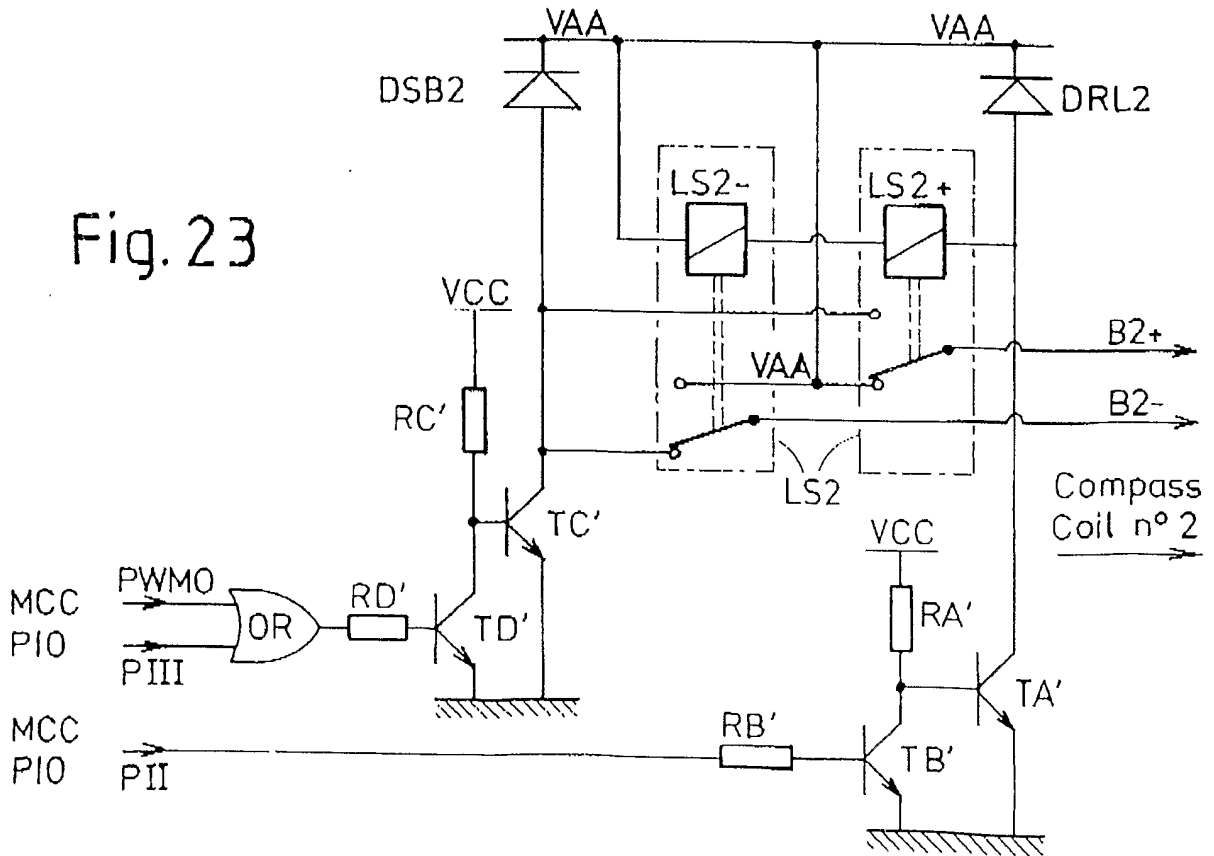 VAA
VAA
DSB2
DRL2
LS2-
LS2+
Fig. 23
VCC
B2+
VAA
RC'
B2-
LS2
Compass
Coil n° 2
TC'
VCC
PWMO
MCC
RD'
OR
RA'
PIO
TD'
PIII
TA'
MCC
RB'
PIO
PII
TB'